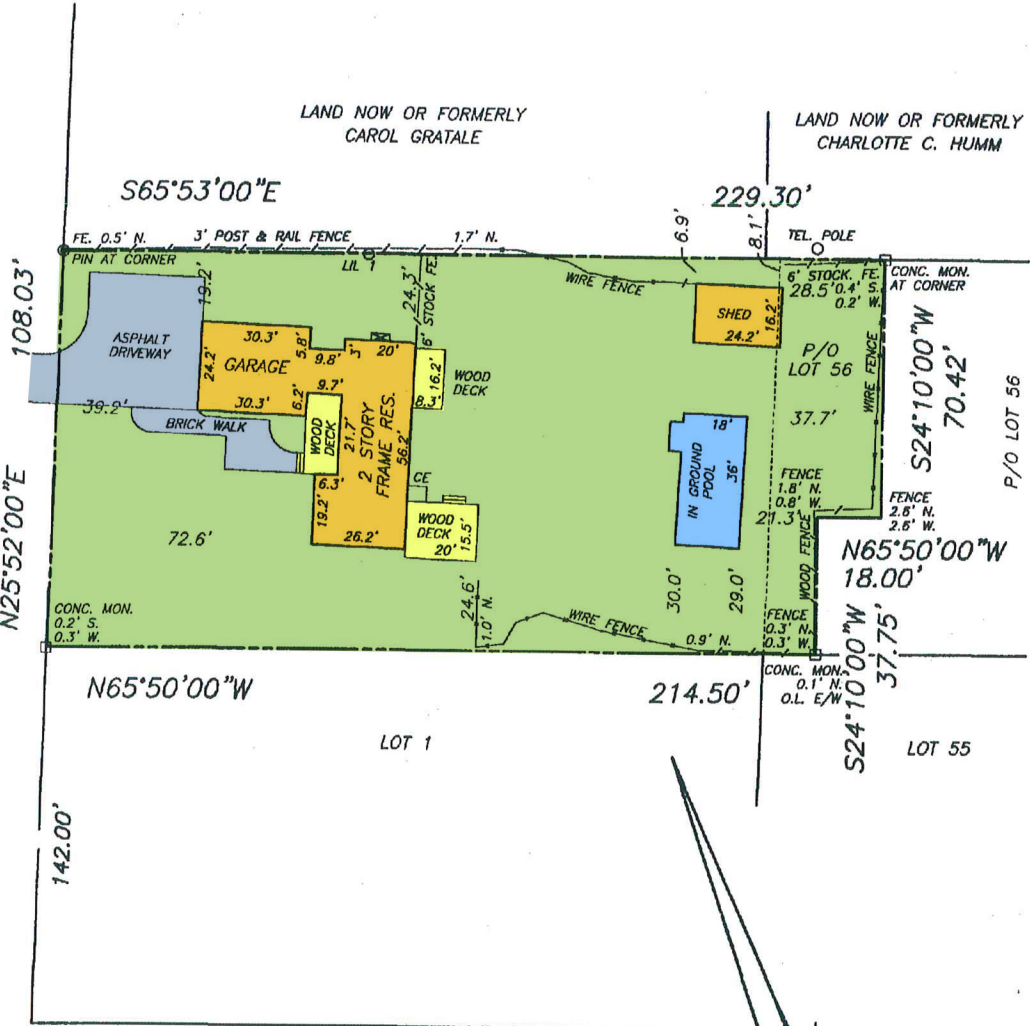 LAND NOW OR FORMERLY
CAROL GRATALE
LAND NOW OR FORMERLY
CHARLOTTE C. HUMM
S65°53'00"E
229.30'
6.9'
8.1'
TEL. POLE
FE. 0.5' N.
3' POST & RAIL FENCE
1.7' N.
PIN AT CORNER
LIL 1
108.03'
19.2'
24.3'
6' STOCK FE.
WIRE FENCE
6' STOCK. FE.
28.5'
0.4' S.
0.2' W.
CONC. MON.
AT CORNER
ASPHALT
DRIVEWAY
30.3'
5.8'
9.8'
3'
20'
GARAGE
24.2'
30.3'
6.2'
9.7'
SHED
24.2'
16.2'
P/O
LOT 56
WIRE FENCE
S24°10'00"W
70.42'
P/O LOT 56
16.2'
8.3'
WOOD
DECK
39.2'
BRICK WALK
WOOD
DECK
21.7'
2 STORY
FRAME RES.
56.2'
18'
36'
IN GROUND
POOL
37.7'
6.3'
19.2'
26.2'
CE
WOOD
DECK
20'
15.5'
FENCE
1.8' N.
0.8' W.
21.3'
FENCE
2.6' N.
2.6' W.
WOOD FENCE
N65°50'00"W
18.00'
N25°52'00"E
72.6'
CONC. MON.
0.2' S.
0.3' W.
24.6'
1.0' N.
WIRE FENCE
30.0'
29.0'
0.9' N.
FENCE
0.3' N.
0.3' W.
S24°10'00"W
37.75'
CONC. MON.
0.1' N.
O.L. E/W
N65°50'00"W
214.50'
LOT 1
LOT 55
142.00'